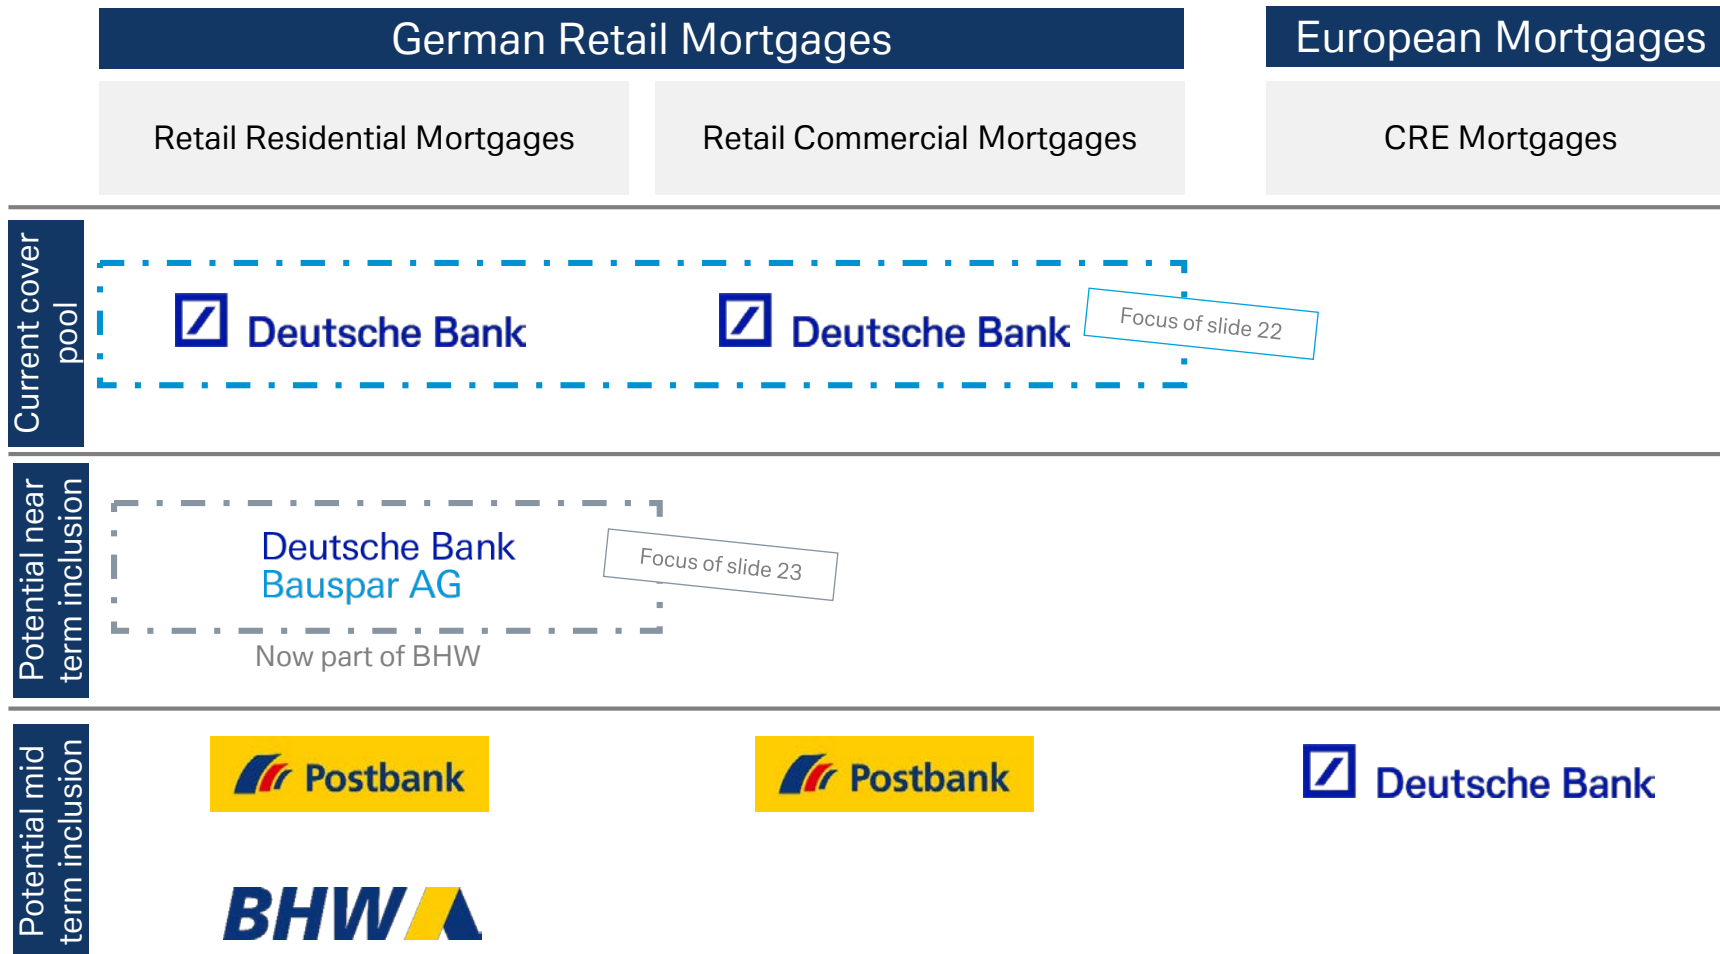 German Retail Mortgages
European Mortgages
Retail Residential Mortgages
Retail Commercial Mortgages
CRE Mortgages
Current cover
pool
Deutsche Bank
Deutsche Bank
Focus of slide 22
Potential near
term inclusion
Deutsche Bank
Bauspar AG
Focus of slide 23
Now part of BHW
Potential mid
term inclusion
Postbank
Postbank
Deutsche Bank
BHW